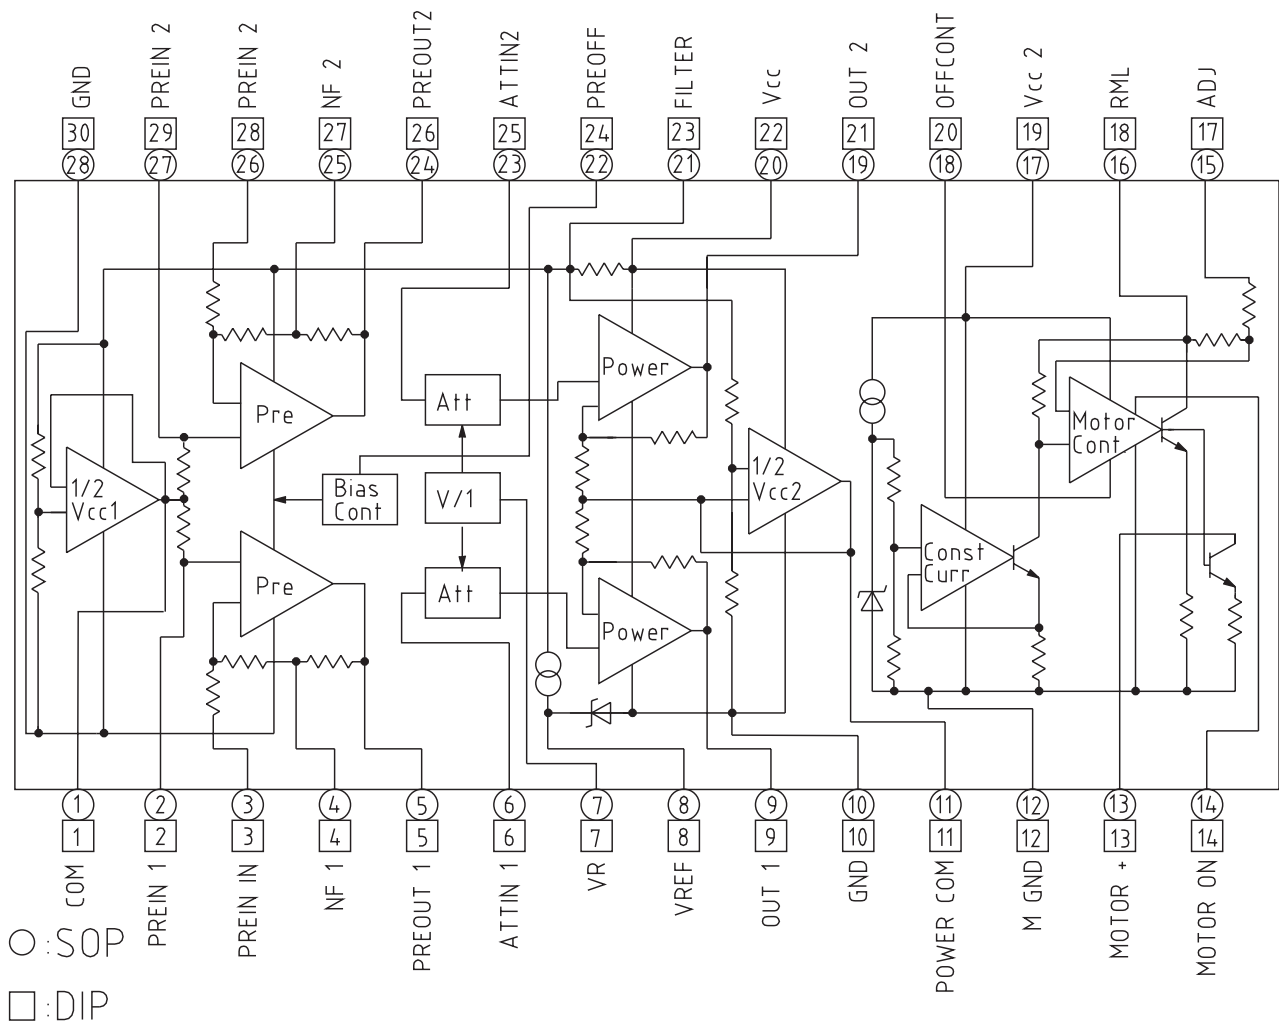 GND PREIN 2 PREIN 2 NF 2 PREOUT2 ATTIN2 PREOFF FILTER Vcc OUT 2 OFFCONT Vcc 2 RML ADJ
30 29 28 27 26 25 24 23 22 21 20 19 18 17
28 27 26 25 24 23 22 21 20 19 18 17 16 15
Power
Att
Pre
Motor
Cont.
1/2
Vcc2
1/2
Vcc1
Bias
Cont
V/1
Const
Curr
Pre
Att
Power
1 2 3 4 5 6 7 8 9 10 11 12 13 14
1 2 3 4 5 6 7 8 9 10 11 12 13 14
COM PREIN 1 PREIN IN NF 1 PREOUT 1 ATTIN 1 VR VREF OUT 1 GND POWER COM M GND MOTOR + MOTOR ON
:SOP
:DIP